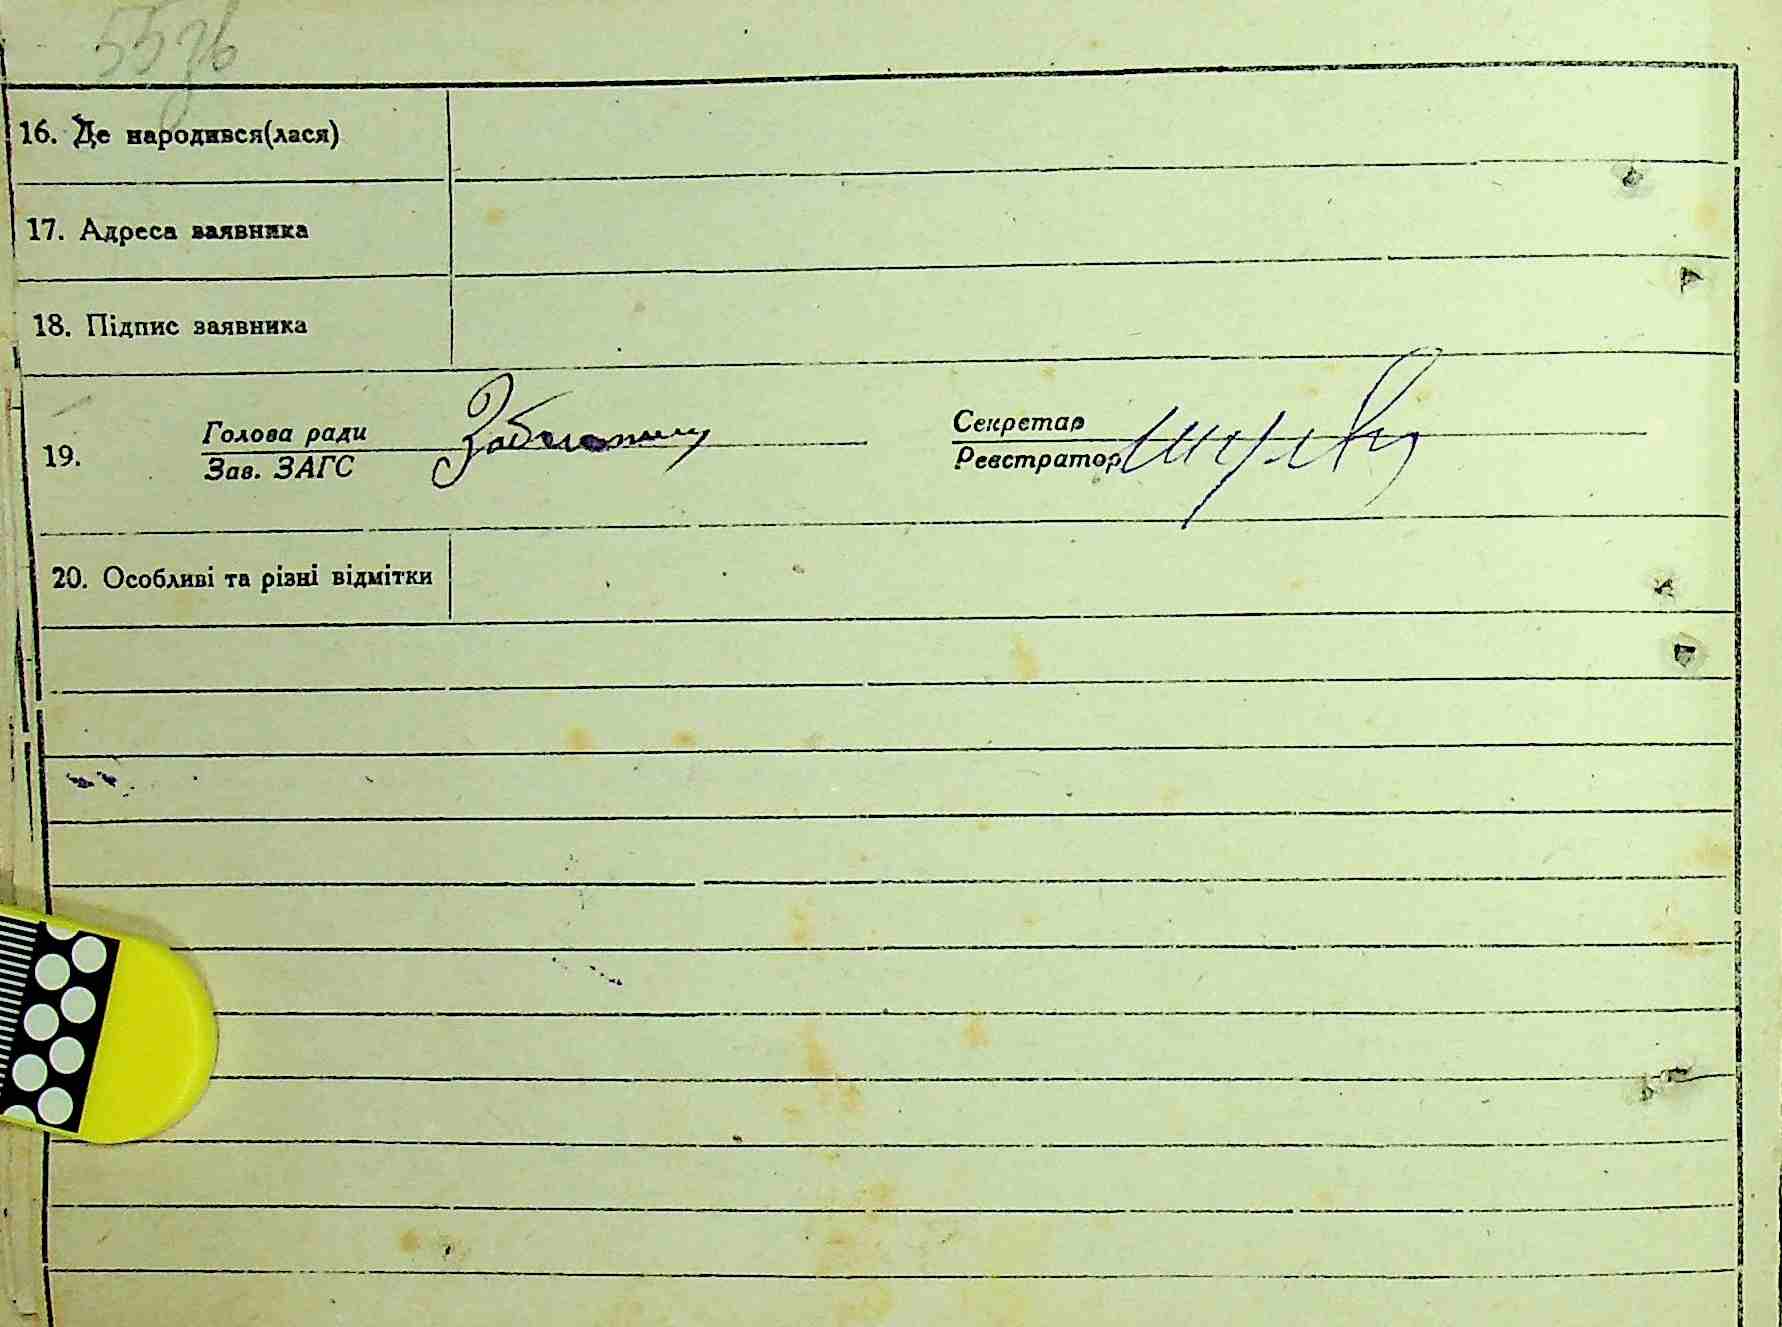 55зв
16. Де народився(лася)
17. Адреса заявника
18. Підпис заявника
19.
Голова ради
Зав. ЗАГС
Секретар
Реєстратор
20. Особливі та різні відмітки